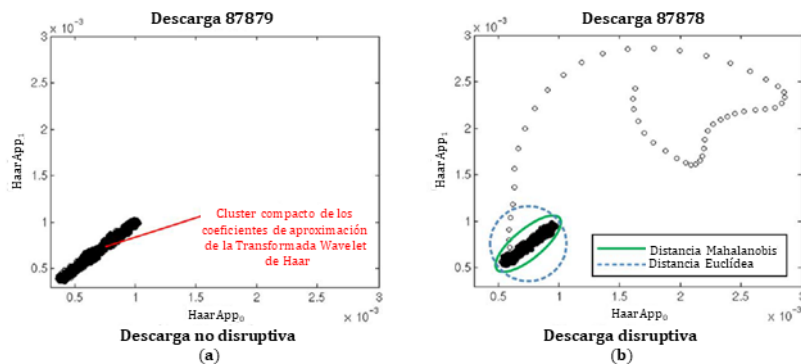 Descarga 87879
× 10⁻³
3
2.5
2
1.5
1
0.5
HaarApp₁
0.5
1
1.5
2
2.5
3
HaarApp₀
× 10⁻³
Cluster compacto de los
coeficientes de aproximación
de la Transformada Wavelet
de Haar
Descarga no disruptiva
(a)
Descarga 87878
× 10⁻³
3
2.5
2
1.5
1
0.5
HaarApp₁
Distancia Mahalanobis
Distancia Euclídea
0.5
1
1.5
2
2.5
3
HaarApp₀
× 10⁻³
Descarga disruptiva
(b)